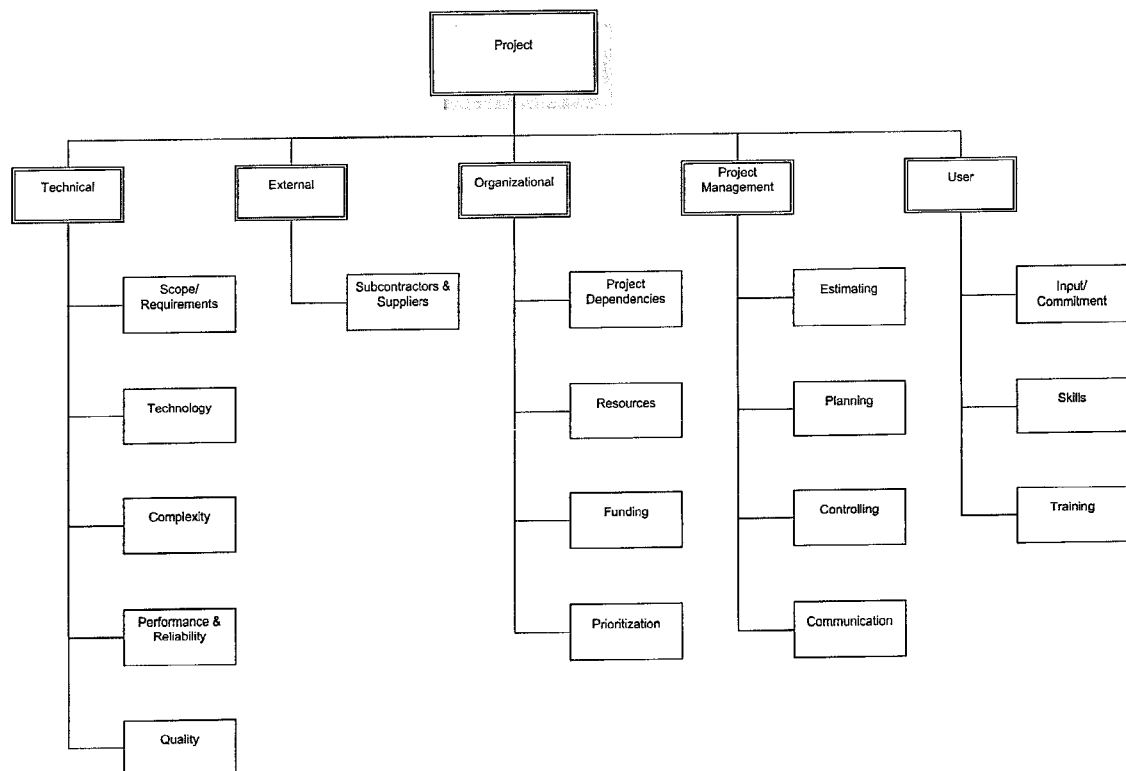 Project
Technical
External
Organizational
Project
Management
User
Scope/
Requirements
Technology
Complexity
Performance &
Reliability
Quality
Subcontractors &
Suppliers
Project
Dependencies
Resources
Funding
Prioritization
Estimating
Planning
Controlling
Communication
Input/
Commitment
Skills
Training